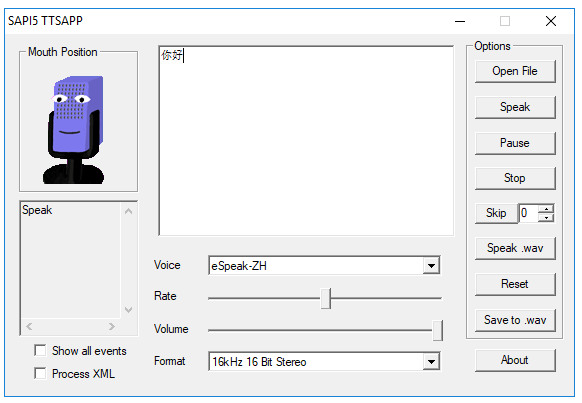 SAPI5 TTSAPP
Mouth Position
你好
Speak
Voice
eSpeak-ZH
Rate
Volume
Format
16kHz 16 Bit Stereo
Show all events
Process XML
Options
Open File
Speak
Pause
Stop
Skip
0
Speak .wav
Reset
Save to .wav
About